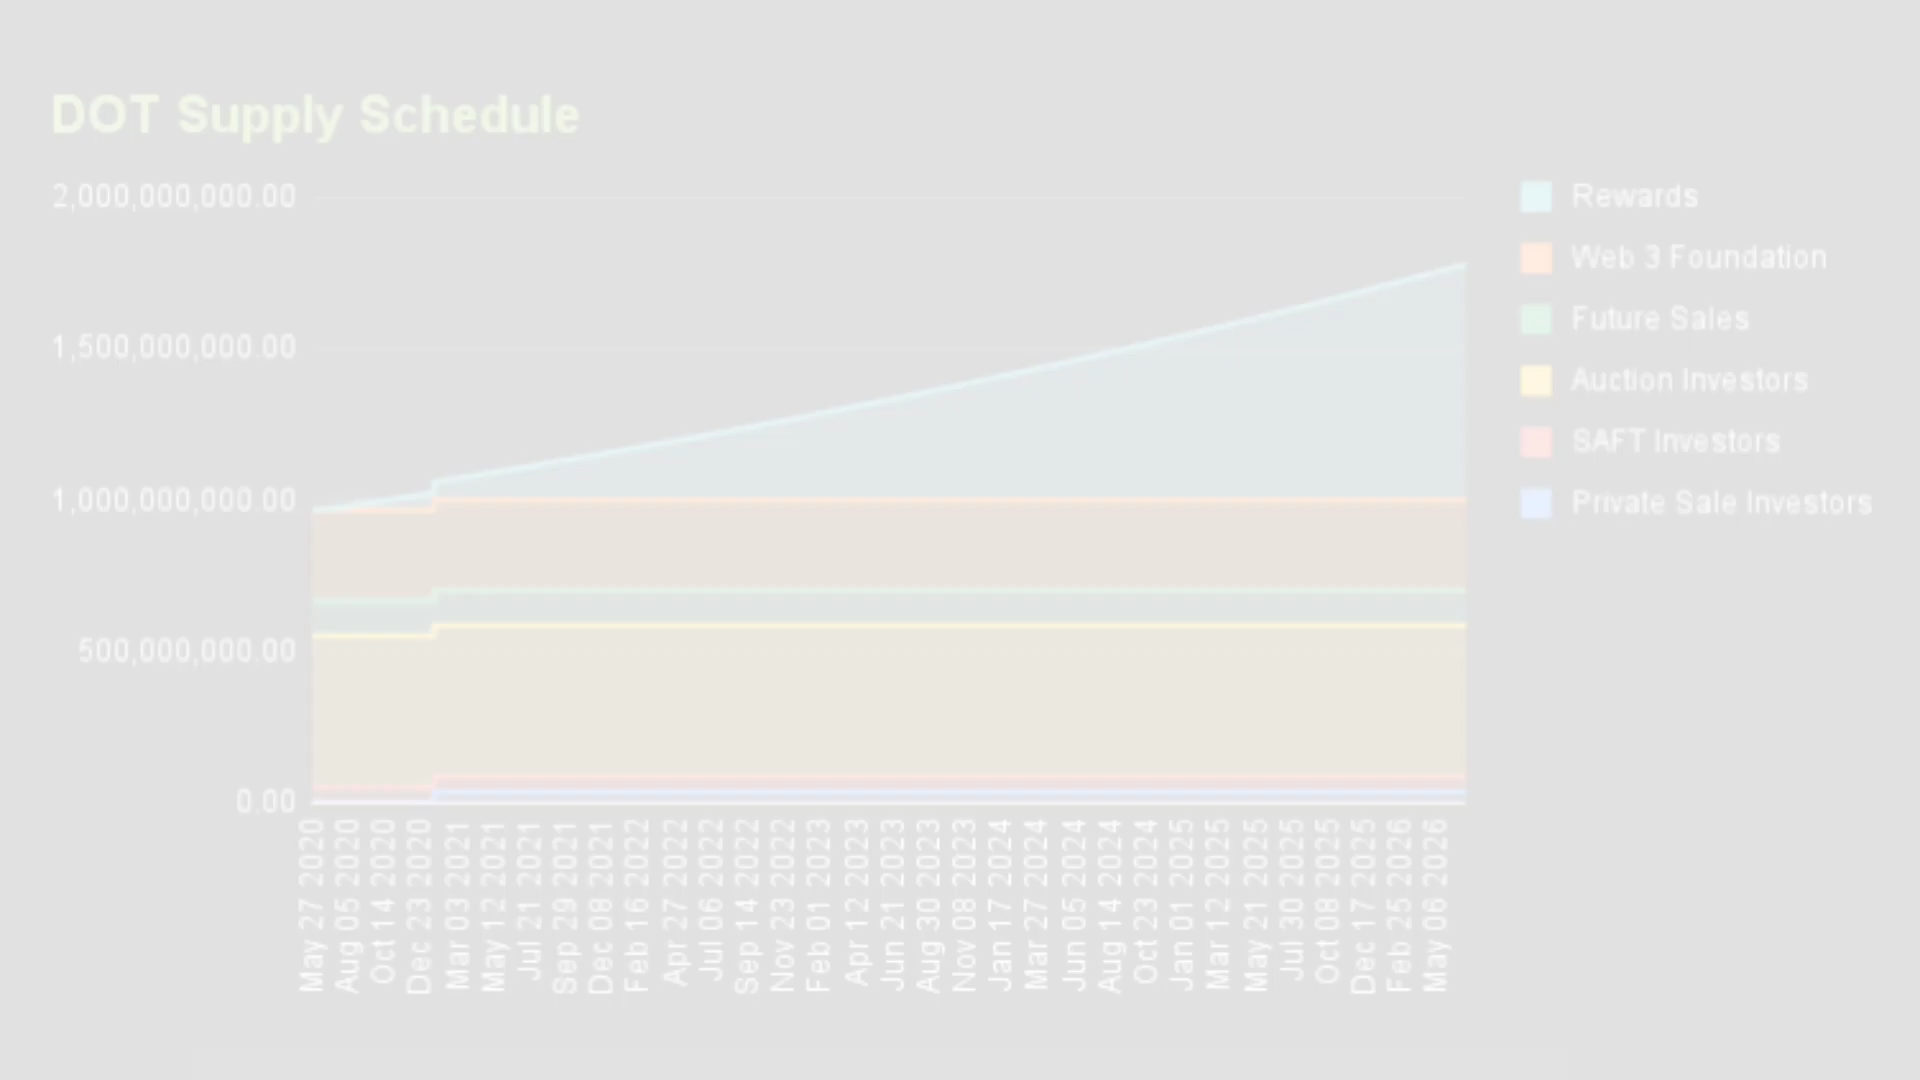 DOT Supply Schedule
2,000,000,000.00
1,500,000,000.00
1,000,000,000.00
500,000,000.00
0.00
Rewards
Web 3 Foundation
Future Sales
Auction Investors
SAFT Investors
Private Sale Investors
May 27 2020
Aug 05 2020
Oct 14 2020
Dec 23 2020
Mar 03 2021
May 12 2021
Jul 21 2021
Sep 29 2021
Dec 08 2021
Feb 16 2022
Apr 27 2022
Jul 06 2022
Sep 14 2022
Nov 23 2022
Feb 01 2023
Apr 12 2023
Jun 21 2023
Aug 30 2023
Nov 08 2023
Jan 17 2024
Mar 27 2024
Jun 05 2024
Aug 14 2024
Oct 23 2024
Jan 01 2025
Mar 12 2025
May 21 2025
Jul 30 2025
Oct 08 2025
Dec 17 2025
Feb 25 2026
May 06 2026